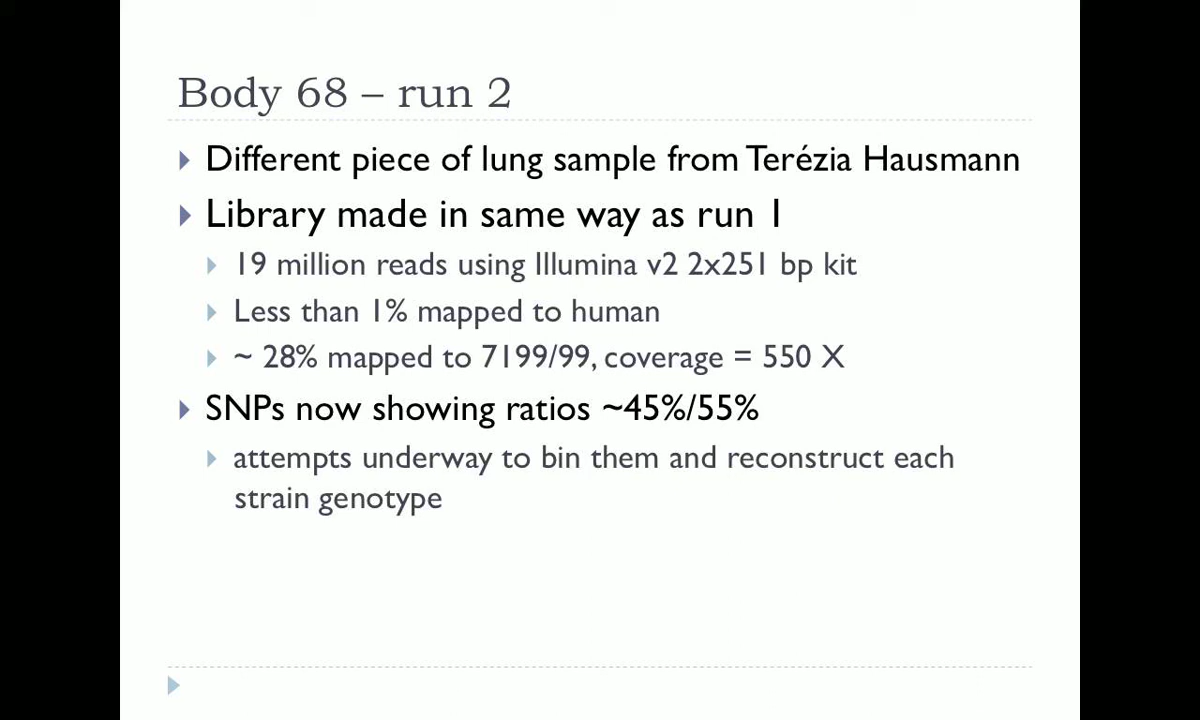 Body 68 – run 2
Different piece of lung sample from Terézia Hausmann
Library made in same way as run 1
19 million reads using Illumina v2 2x251 bp kit
Less than 1% mapped to human
~ 28% mapped to 7199/99, coverage = 550 X
SNPs now showing ratios ~45%/55%
attempts underway to bin them and reconstruct each
strain genotype